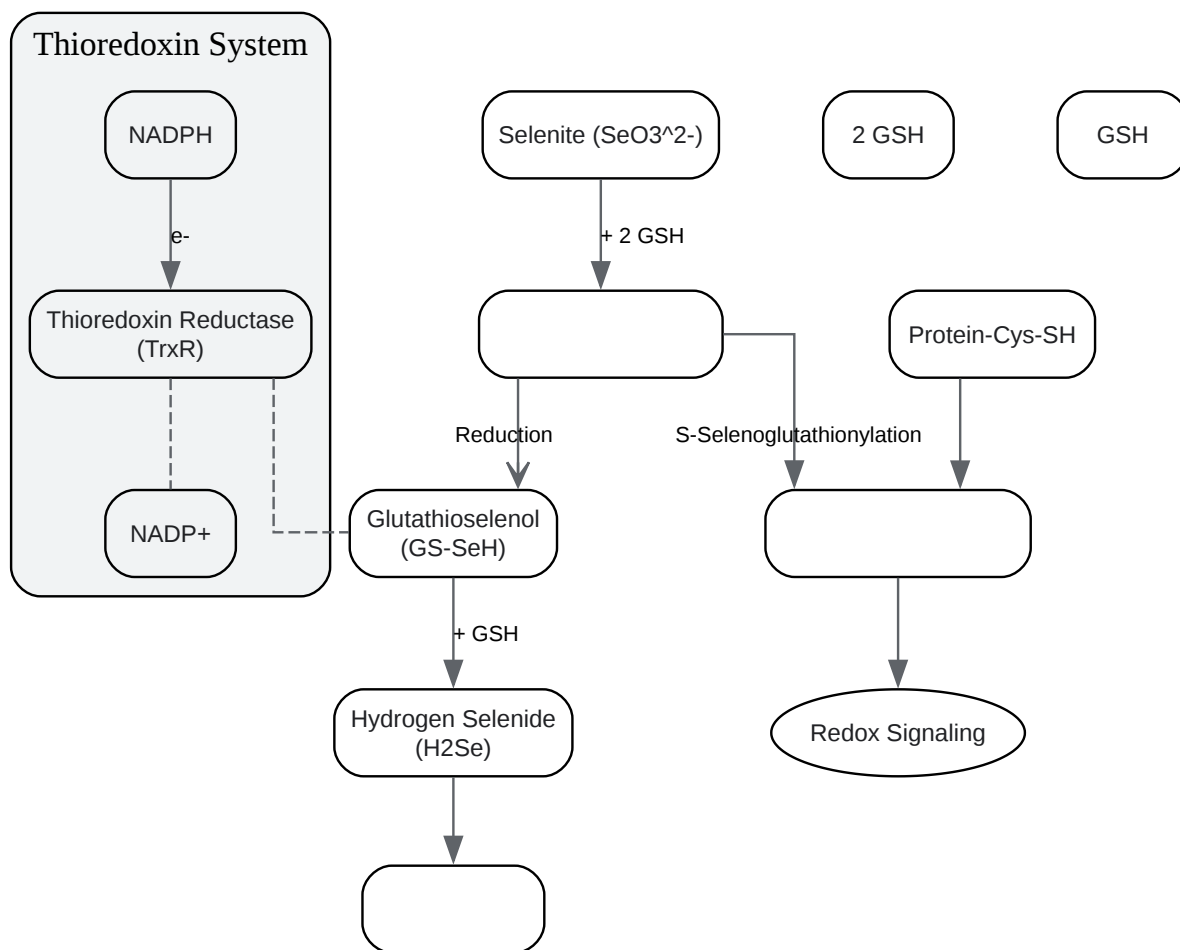 Thioredoxin System
NADPH
Selenite (SeO3^2-)
2 GSH
GSH
e-
+ 2 GSH
Thioredoxin Reductase
(TrxR)
Protein-Cys-SH
Reduction
S-Selenoglutathionylation
NADP+
Glutathioselenol
(GS-SeH)
+ GSH
Hydrogen Selenide
(H2Se)
Redox Signaling